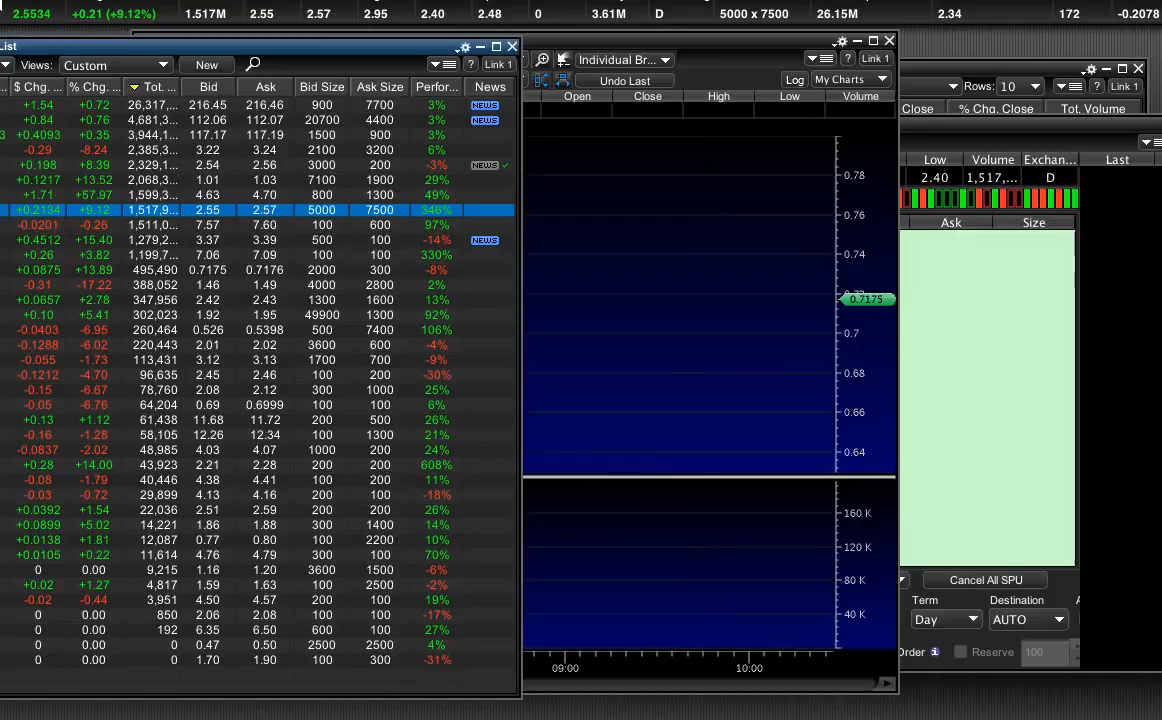 2.5534 +0.21 (+9.12%) 1.517M 2.55 2.57 2.95 2.40 2.48 0 3.61M D 5000 x 7500 26.15M 2.34 172 -0.2078
List
Views: Custom New ? Link 1
$ Chg. ... % Chg. ... Tot. ... Bid Ask Bid Size Ask Size Perfor... News
+1.54 +0.72 26,317,... 216.45 216.46 900 7700 3% NEWS
+0.84 +0.76 4,681,3... 112.06 112.07 20700 4400 3% NEWS
3 +0.4093 +0.35 3,944,1... 117.17 117.19 1500 900 3%
-0.29 -8.24 2,385,3... 3.22 3.24 2100 3200 6%
+0.198 +8.39 2,329,1... 2.54 2.56 3000 200 -3% NEWS
+0.1217 +13.52 2,068,3... 1.01 1.03 7100 1900 29%
+1.71 +57.97 1,599,3... 4.63 4.70 800 1300 49%
+0.2134 +9.12 1,517,9... 2.55 2.57 5000 7500 346%
-0.0201 -0.26 1,511,0... 7.57 7.60 100 600 97%
+0.4512 +15.40 1,279,2... 3.37 3.39 500 100 -14% NEWS
+0.26 +3.82 1,199,7... 7.06 7.09 100 100 330%
+0.0875 +13.89 495,490 0.7175 0.7176 2000 300 -8%
-0.31 -17.22 388,052 1.46 1.49 4000 2800 2%
+0.0657 +2.78 347,956 2.42 2.43 1300 1600 13%
+0.10 +5.41 302,023 1.92 1.95 49900 1300 92%
-0.0403 -6.95 260,464 0.526 0.5398 500 7400 106%
-0.1288 -6.02 220,443 2.01 2.02 3600 600 -4%
-0.055 -1.73 113,431 3.12 3.13 1700 700 -9%
-0.1212 -4.70 96,635 2.45 2.46 100 200 -30%
-0.15 -6.67 78,760 2.08 2.12 300 1000 25%
-0.05 -6.76 64,204 0.69 0.6999 100 100 6%
+0.13 +1.12 61,438 11.68 11.72 200 500 26%
-0.16 -1.28 58,105 12.26 12.34 100 1300 21%
-0.0837 -2.02 48,985 4.03 4.07 1000 200 24%
+0.28 +14.00 43,923 2.21 2.28 200 200 608%
-0.08 -1.79 40,446 4.38 4.41 100 200 11%
-0.03 -0.72 29,899 4.13 4.16 200 100 -18%
+0.0392 +1.54 22,036 2.51 2.59 200 200 26%
+0.0899 +5.02 14,221 1.86 1.88 300 1400 14%
+0.0138 +1.81 12,087 0.77 0.80 100 2200 10%
+0.0105 +0.22 11,614 4.76 4.79 300 100 70%
0 0.00 9,215 1.16 1.20 3600 1500 -6%
+0.02 +1.27 4,817 1.59 1.63 100 2500 -2%
-0.02 -0.44 3,951 4.50 4.57 200 100 19%
0 0.00 850 2.06 2.08 100 100 -17%
0 0.00 192 6.35 6.50 600 100 27%
0 0.00 0 0.47 0.50 2500 2500 4%
0 0.00 0 1.70 1.90 100 300 -31%
Individual Br... ? Link 1
Undo Last Log My Charts
Open Close High Low Volume
0.78
0.76
0.74
0.7175
0.7
0.68
0.66
0.64
160 K
120 K
80 K
40 K
09:00 10:00
Rows: 10 ? Link 1
Close % Chg. Close Tot. Volume
Low Volume Exchan... Last
2.40 1,517,... D
Ask Size
Cancel All SPU
Term Destination
Day AUTO
Order Reserve 100